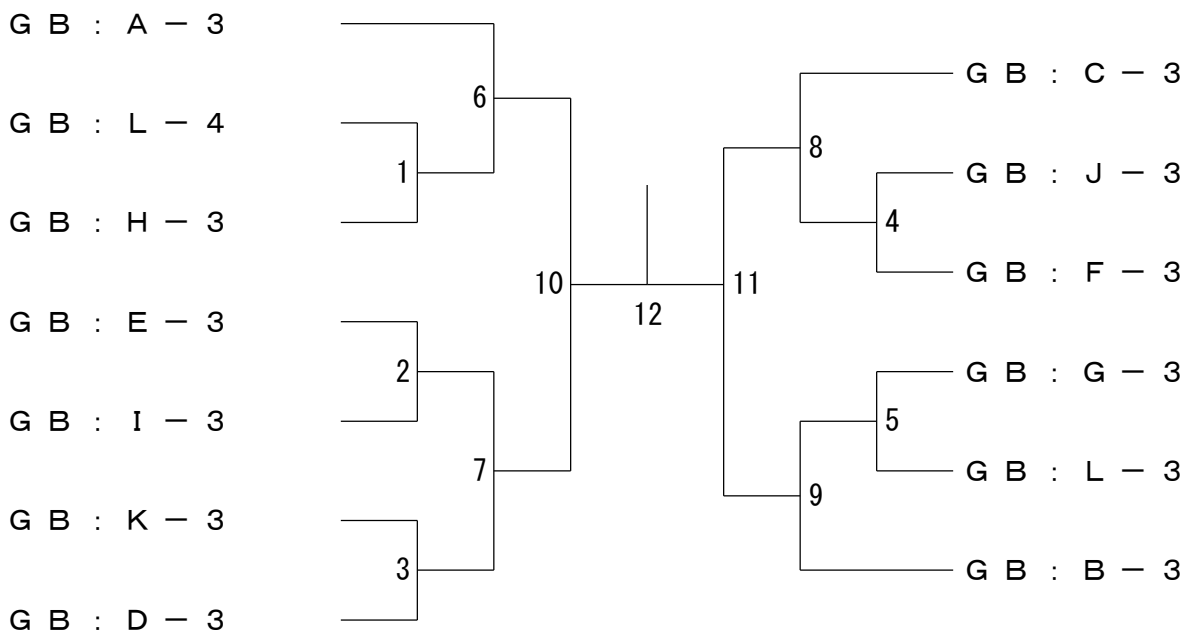 ＧＢ：Ａ－３
ＧＢ：Ｌ－４
ＧＢ：Ｈ－３
ＧＢ：Ｅ－３
ＧＢ：Ｉ－３
ＧＢ：Ｋ－３
ＧＢ：Ｄ－３
6
1
2
7
3
10
12
11
8
4
5
9
ＧＢ：Ｃ－３
ＧＢ：Ｊ－３
ＧＢ：Ｆ－３
ＧＢ：Ｇ－３
ＧＢ：Ｌ－３
ＧＢ：Ｂ－３